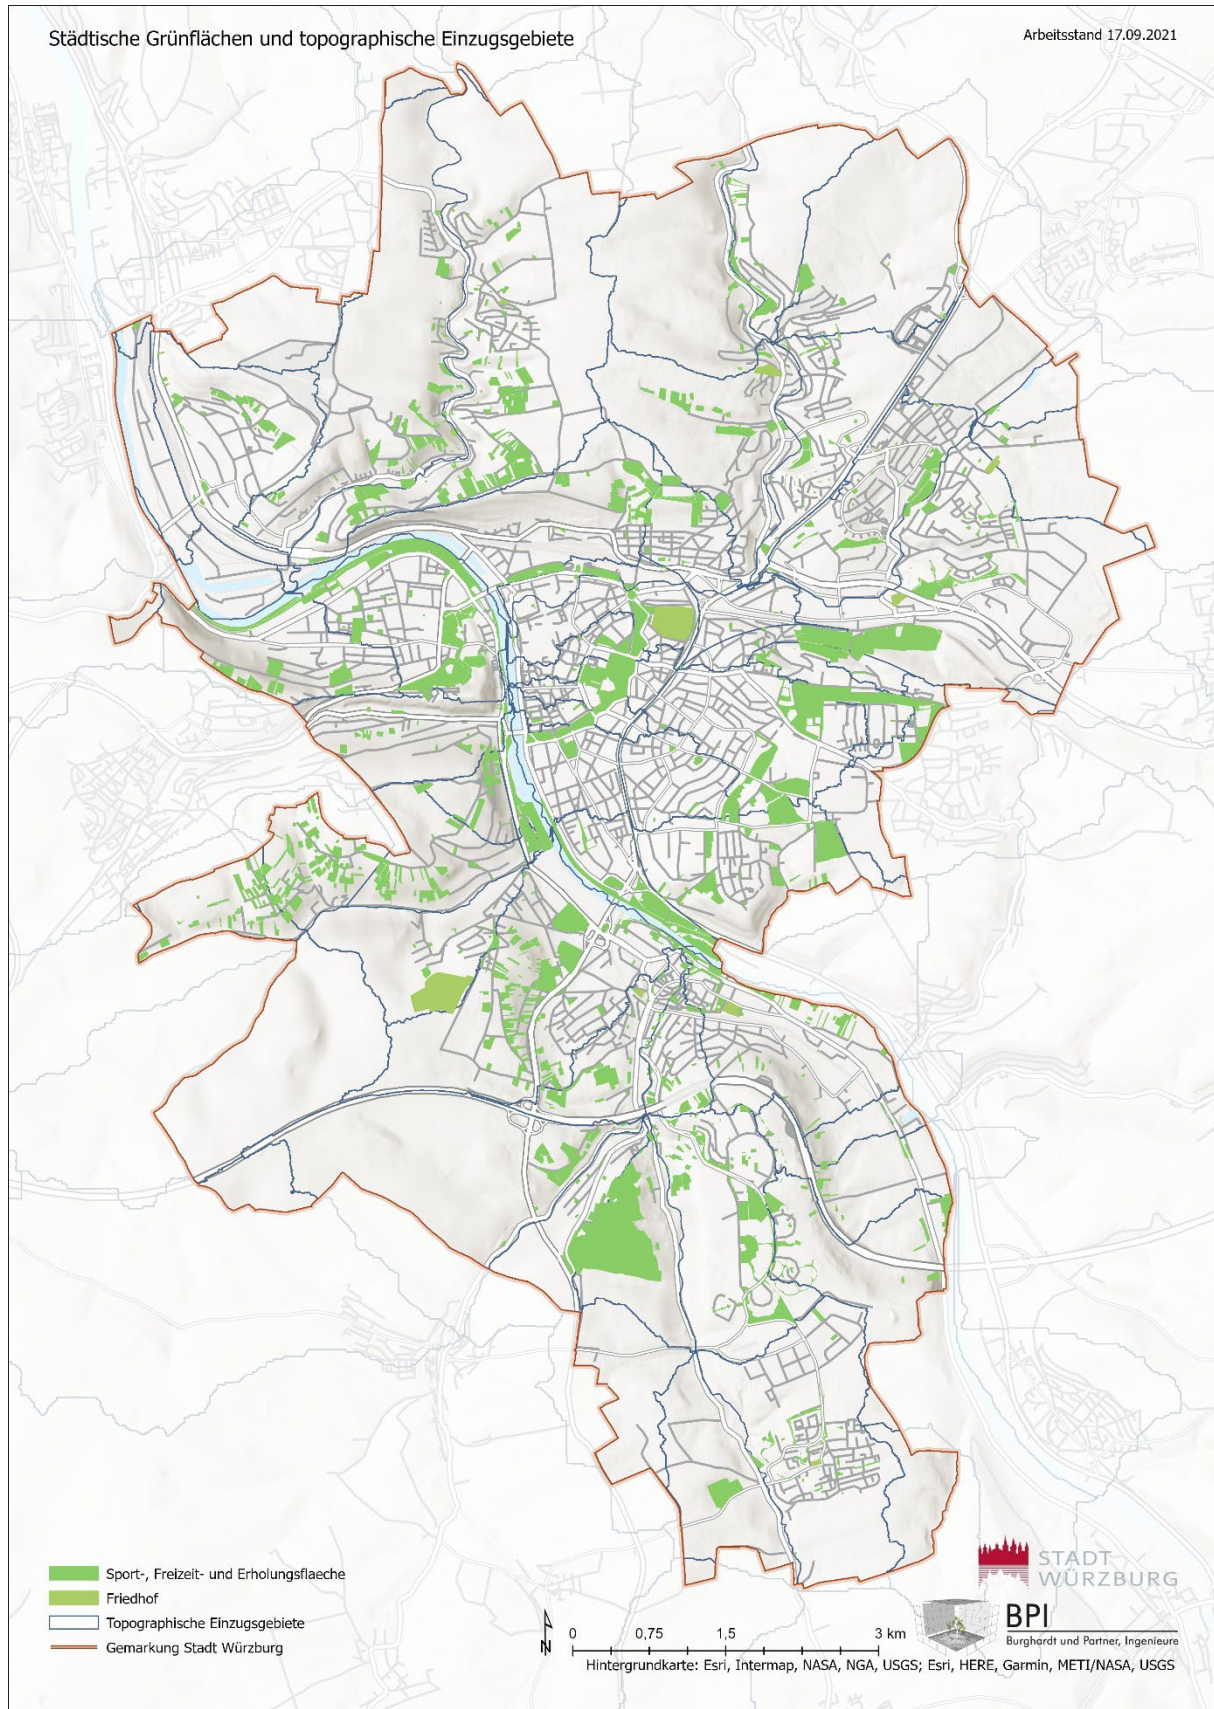 Städtische Grünflächen und topographische Einzugsgebiete
Arbeitsstand 17.09.2021
Sport-, Freizeit- und Erholungsflaeche
Friedhof
Topographische Einzugsgebiete
Gemarkung Stadt Würzburg
N
0 0,75 1,5 3 km
STADT
WÜRZBURG
BPI
Burghardt und Partner, Ingenieure
Hintergrundkarte: Esri, Intermap, NASA, NGA, USGS; Esri, HERE, Garmin, METI/NASA, USGS